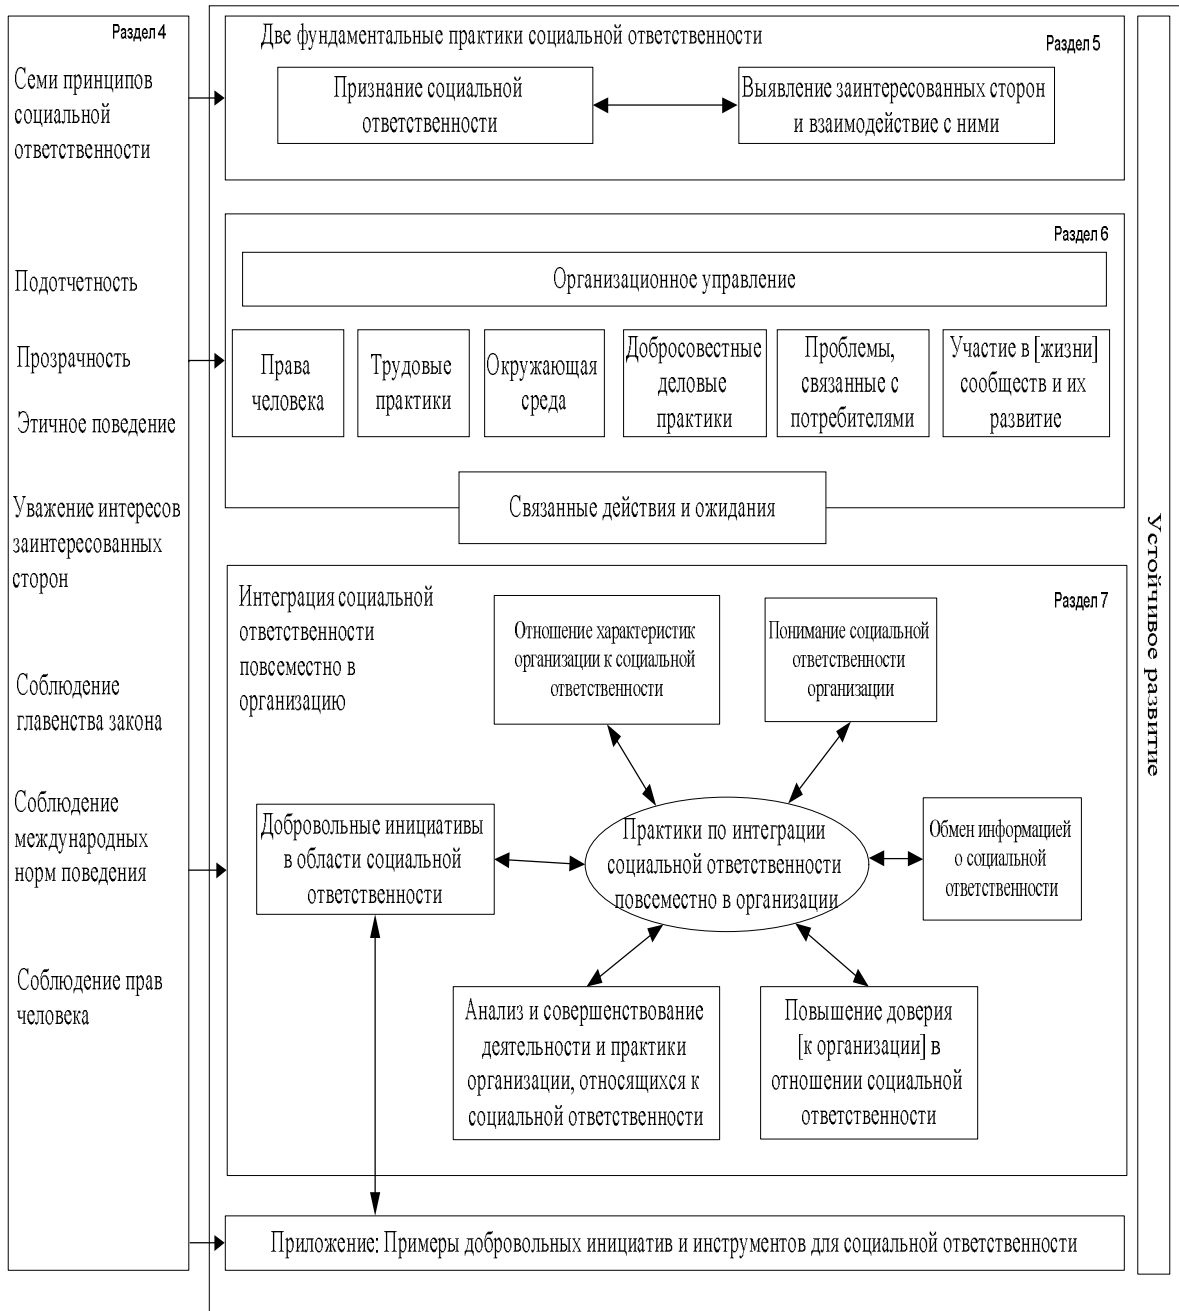 Раздел 4
Семи принципов
социальной
ответственности
Подотчетность
Прозрачность
Этичное поведение
Уважение интересов
заинтересованных
сторон
Соблюдение
главенства закона
Соблюдение
международных
норм поведения
Соблюдение прав
человека
Две фундаментальные практики социальной ответственности
Раздел 5
Признание социальной
ответственности
Выявление заинтересованных сторон
и взаимодействие с ними
Раздел 6
Организационное управление
Права
человека
Трудовые
практики
Окружающая
среда
Добросовестные
деловые
практики
Проблемы,
связанные с
потребителями
Участие в [жизни]
сообществ и их
развитие
Связанные действия и ожидания
Интеграция социальной
ответственности
повсеместно в
организацию
Раздел 7
Отношение характеристик
организации к социальной
ответственности
Понимание социальной
ответственности
организации
Добровольные инициативы
в области социальной
ответственности
Практики по интеграции
социальной ответственности
повсеместно в организации
Обмен информацией
о социальной
ответственности
Анализ и совершенствование
деятельности и практики
организации, относящихся к
социальной ответственности
Повышение доверия
[к организации] в
отношении социальной
ответственности
Приложение: Примеры добровольных инициатив и инструментов для социальной ответственности
Устойчивое развитие